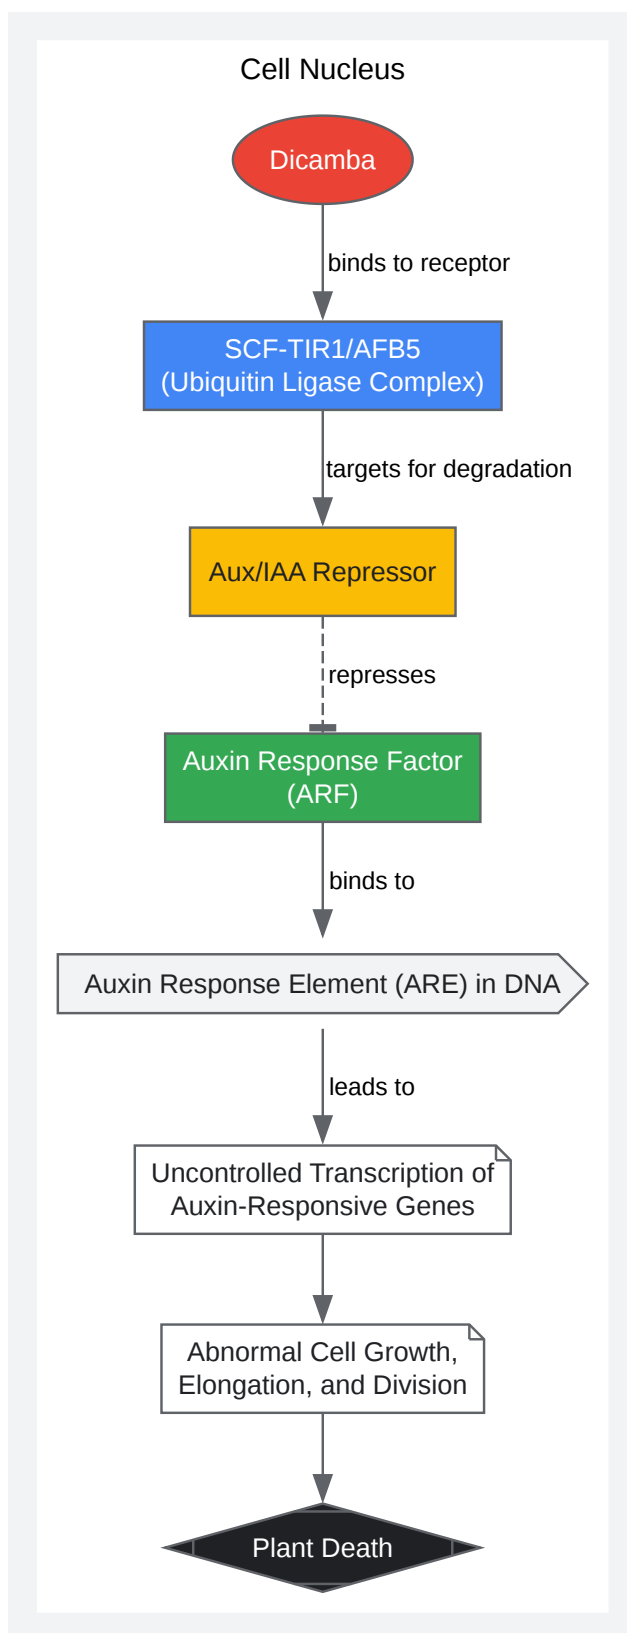 Cell Nucleus
Dicamba
binds to receptor
SCF-TIR1/AFB5
(Ubiquitin Ligase Complex)
targets for degradation
Aux/IAA Repressor
represses
Auxin Response Factor
(ARF)
binds to
Auxin Response Element (ARE) in DNA
leads to
Uncontrolled Transcription of
Auxin-Responsive Genes
Abnormal Cell Growth,
Elongation, and Division
Plant Death